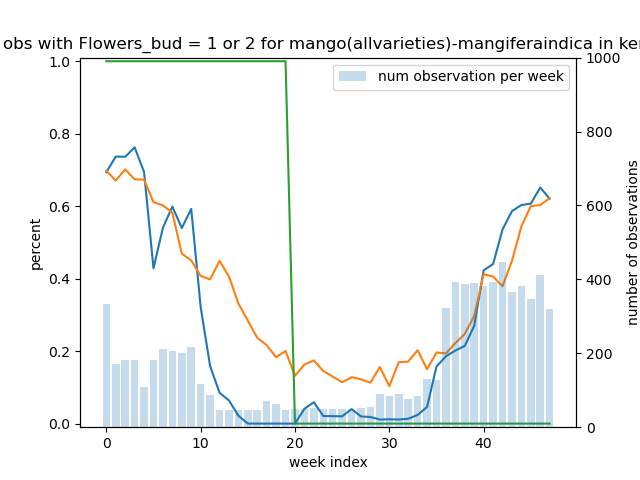 obs with Flowers_bud = 1 or 2 for mango(allvarieties)-mangiferaindica in
num observation per week
1.0
0.8
0.6
0.4
0.2
0.0
percent
1000
800
600
400
200
0
number of observations
0 10 20 30 40
week index